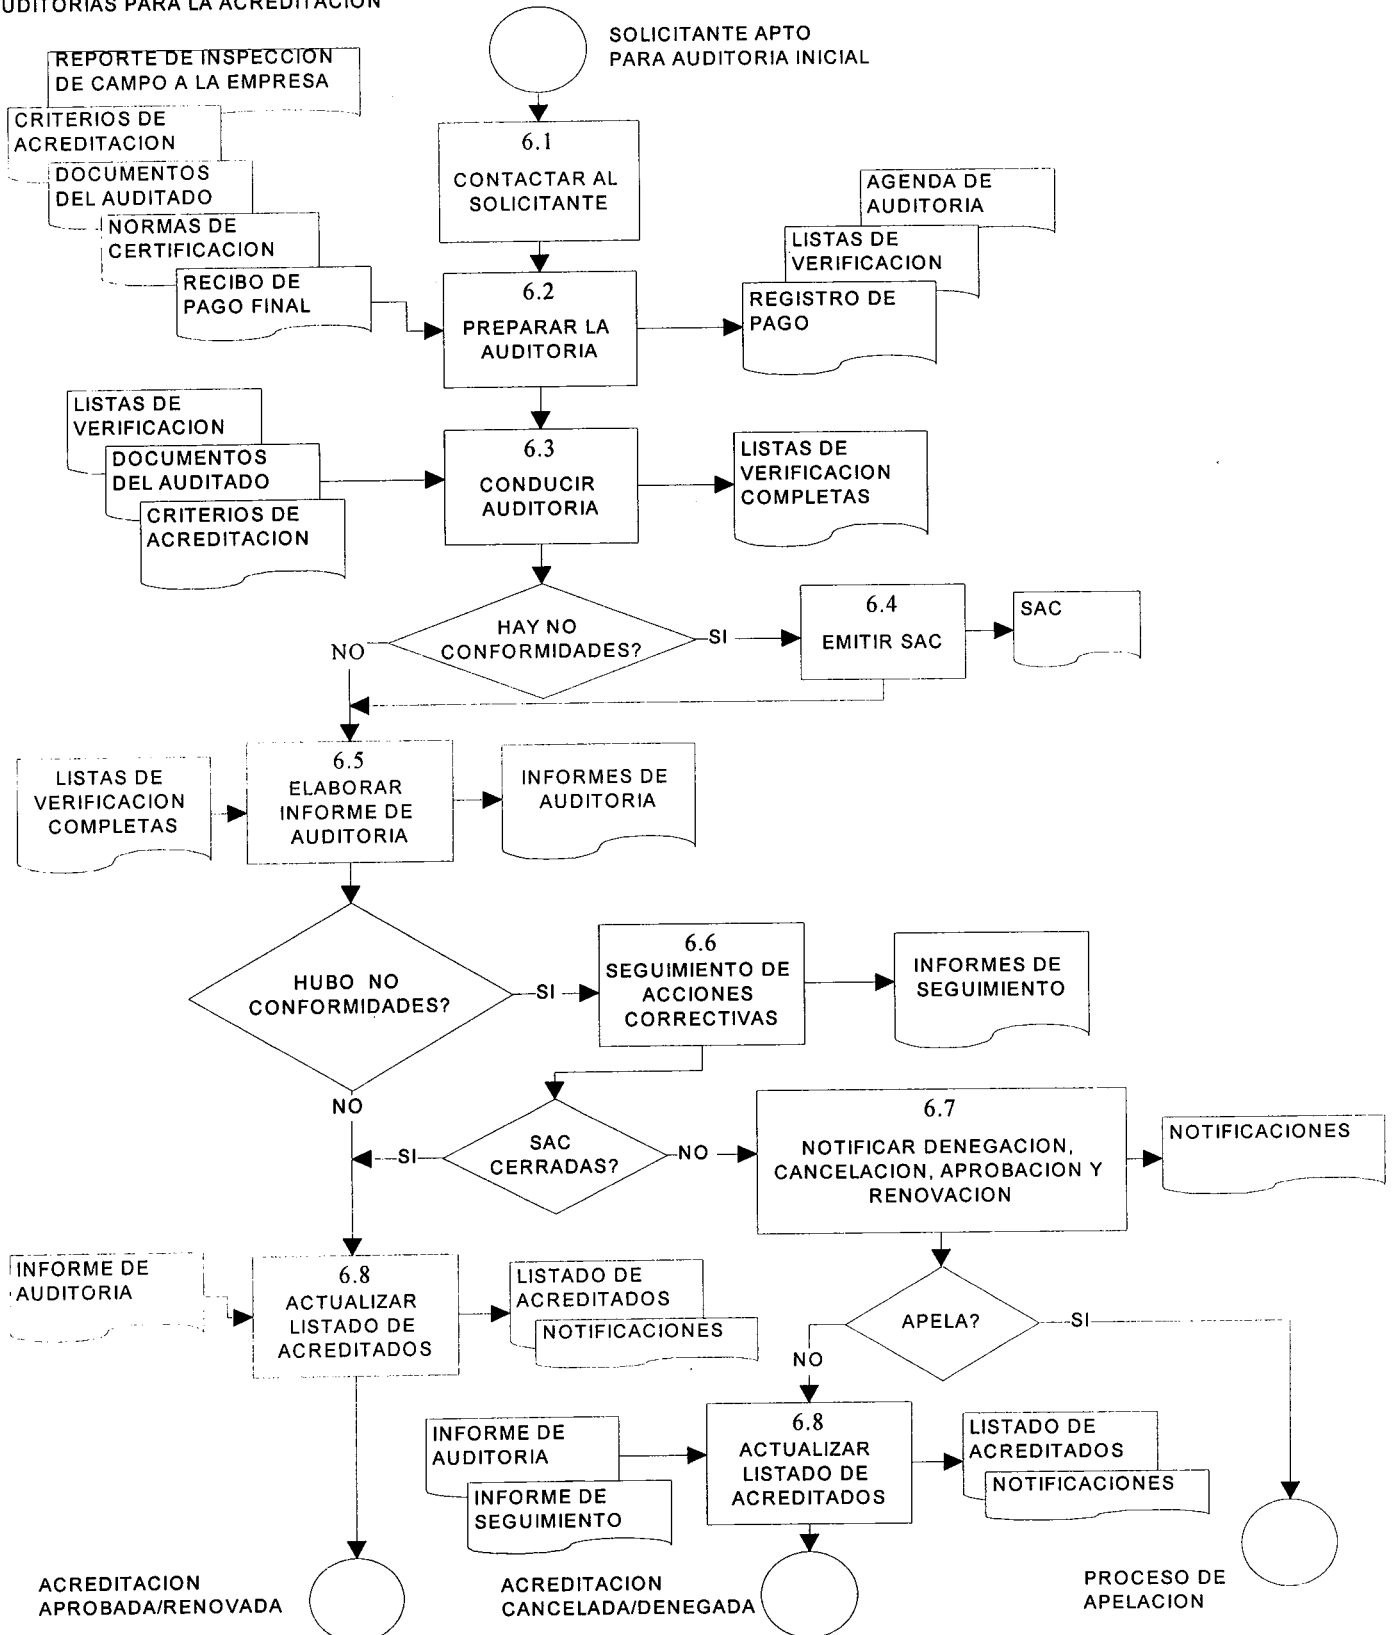 AUDITORIAS PARA LA ACREDITACION
SOLICITANTE APTO
PARA AUDITORIA INICIAL
REPORTE DE INSPECCION
DE CAMPO A LA EMPRESA
CRITERIOS DE
ACREDITACION
DOCUMENTOS
DEL AUDITADO
NORMAS DE
CERTIFICACION
RECIBO DE
PAGO FINAL
6.1
CONTACTAR AL
SOLICITANTE
6.2
PREPARAR LA
AUDITORIA
AGENDA DE
AUDITORIA
LISTAS DE
VERIFICACION
REGISTRO DE
PAGO
LISTAS DE
VERIFICACION
DOCUMENTOS
DEL AUDITADO
CRITERIOS DE
ACREDITACION
6.3
CONDUCIR
AUDITORIA
LISTAS DE
VERIFICACION
COMPLETAS
HAY NO
CONFORMIDADES?
NO
SI
6.4
EMITIR SAC
SAC
LISTAS DE
VERIFICACION
COMPLETAS
6.5
ELABORAR
INFORME DE
AUDITORIA
INFORMES DE
AUDITORIA
HUBO NO
CONFORMIDADES?
SI
NO
6.6
SEGUIMIENTO DE
ACCIONES
CORRECTIVAS
INFORMES DE
SEGUIMIENTO
SAC
CERRADAS?
SI
NO
6.7
NOTIFICAR DENEGACION,
CANCELACION, APROBACION Y
RENOVACION
NOTIFICACIONES
INFORME DE
AUDITORIA
6.8
ACTUALIZAR
LISTADO DE
ACREDITADOS
LISTADO DE
ACREDITADOS
NOTIFICACIONES
APELA?
SI
NO
INFORME DE
AUDITORIA
INFORME DE
SEGUIMIENTO
6.8
ACTUALIZAR
LISTADO DE
ACREDITADOS
LISTADO DE
ACREDITADOS
NOTIFICACIONES
ACREDITACION
APROBADA/RENOVADA
ACREDITACION
CANCELADA/DENEGADA
PROCESO DE
APELACION